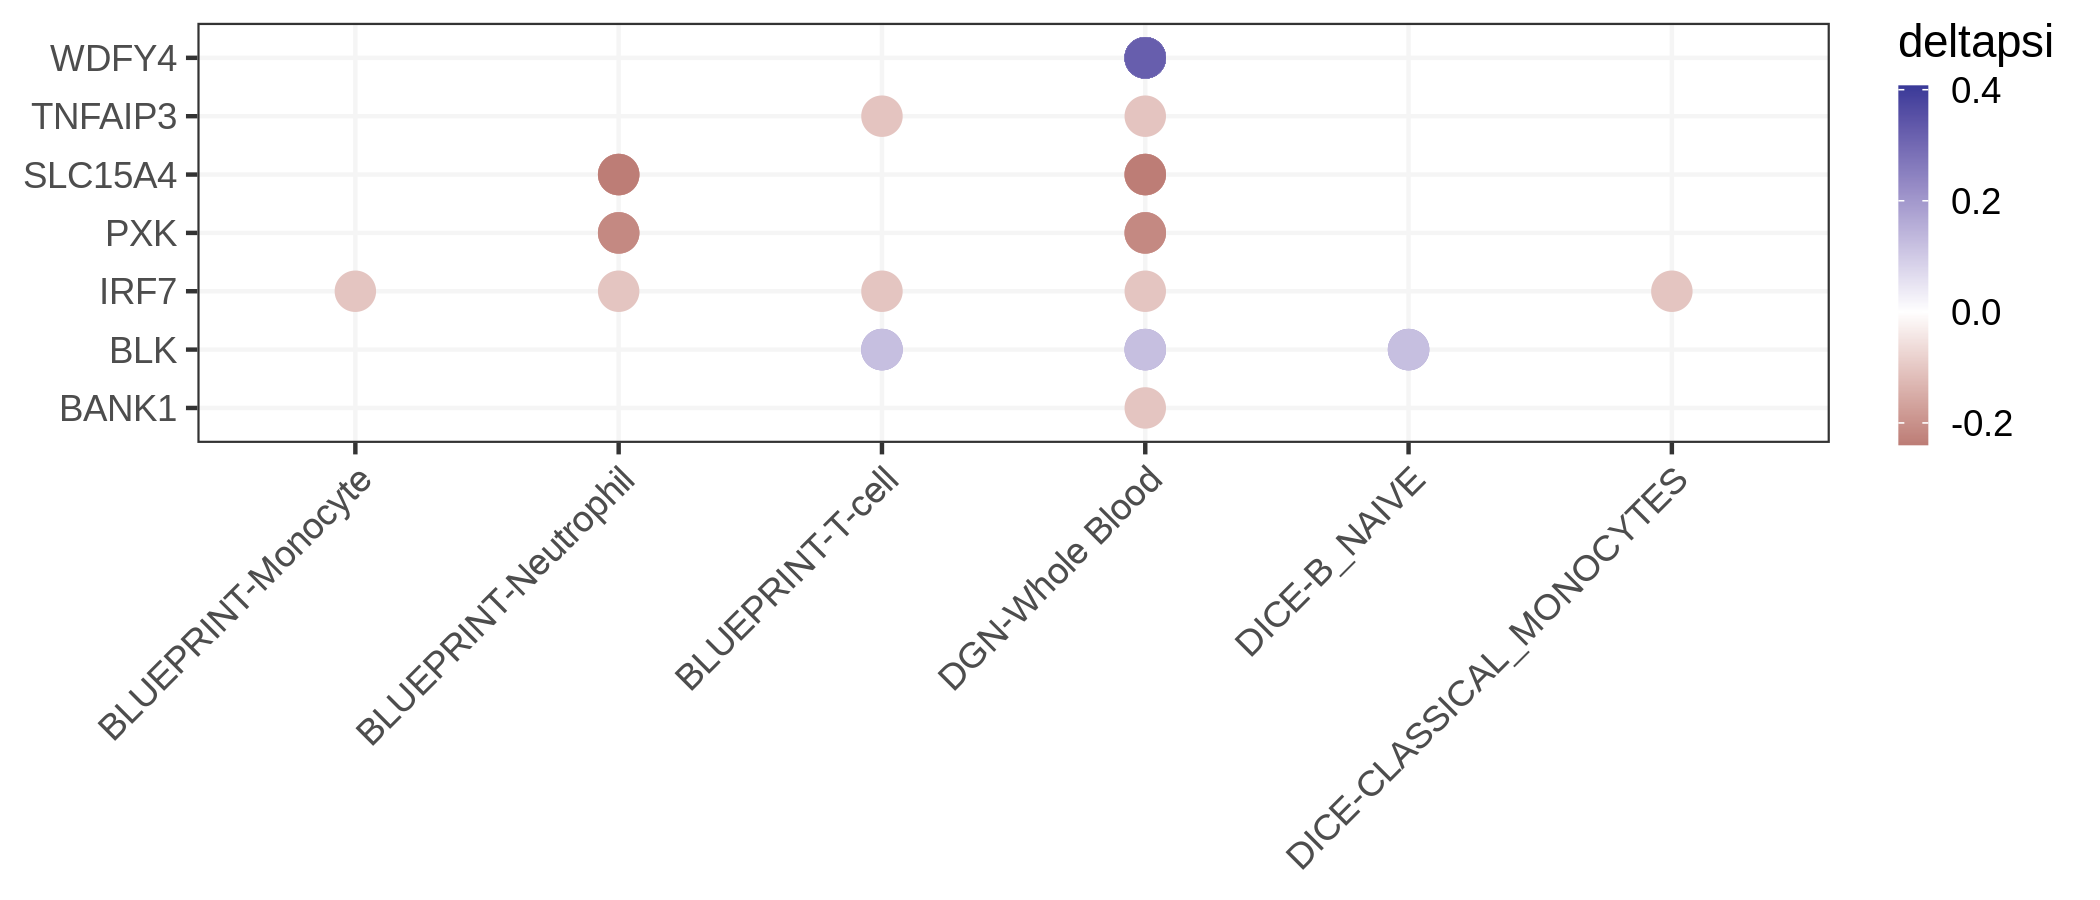 WDFY4
TNFAIP3
SLC15A4
PXK
IRF7
BLK
BANK1
BLUEPRINT-Monocyte
BLUEPRINT-Neutrophil
BLUEPRINT-T-cell
DGN-Whole Blood
DICE-B_NAIVE
DICE-CLASSICAL_MONOCYTES
deltapsi
0.4
0.2
0.0
-0.2